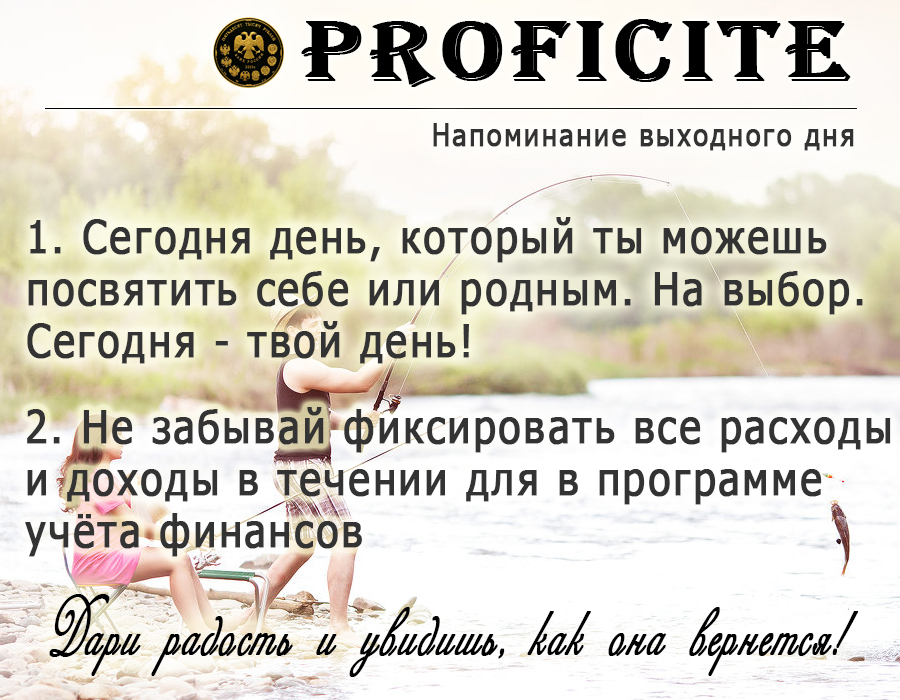 PROFICITE
Напоминание выходного дня
1. Сегодня день, который ты можешь
посвятить себе или родным. На выбор.
Сегодня - твой день!
2. Не забывай фиксировать все расходы
и доходы в течении для в программе
учёта финансов
Дари радость и увидишь, как она вернется!